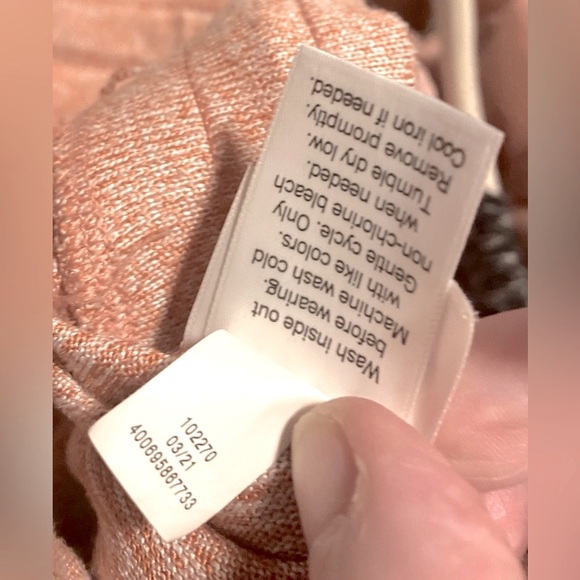 Wash inside out
before wearing.
Machine wash cold
with like colors.
Gentle cycle. Only
non-chlorine bleach
when needed.
Tumble dry low.
Remove promptly.
Cool iron if needed.
102270
03/21
400695867733